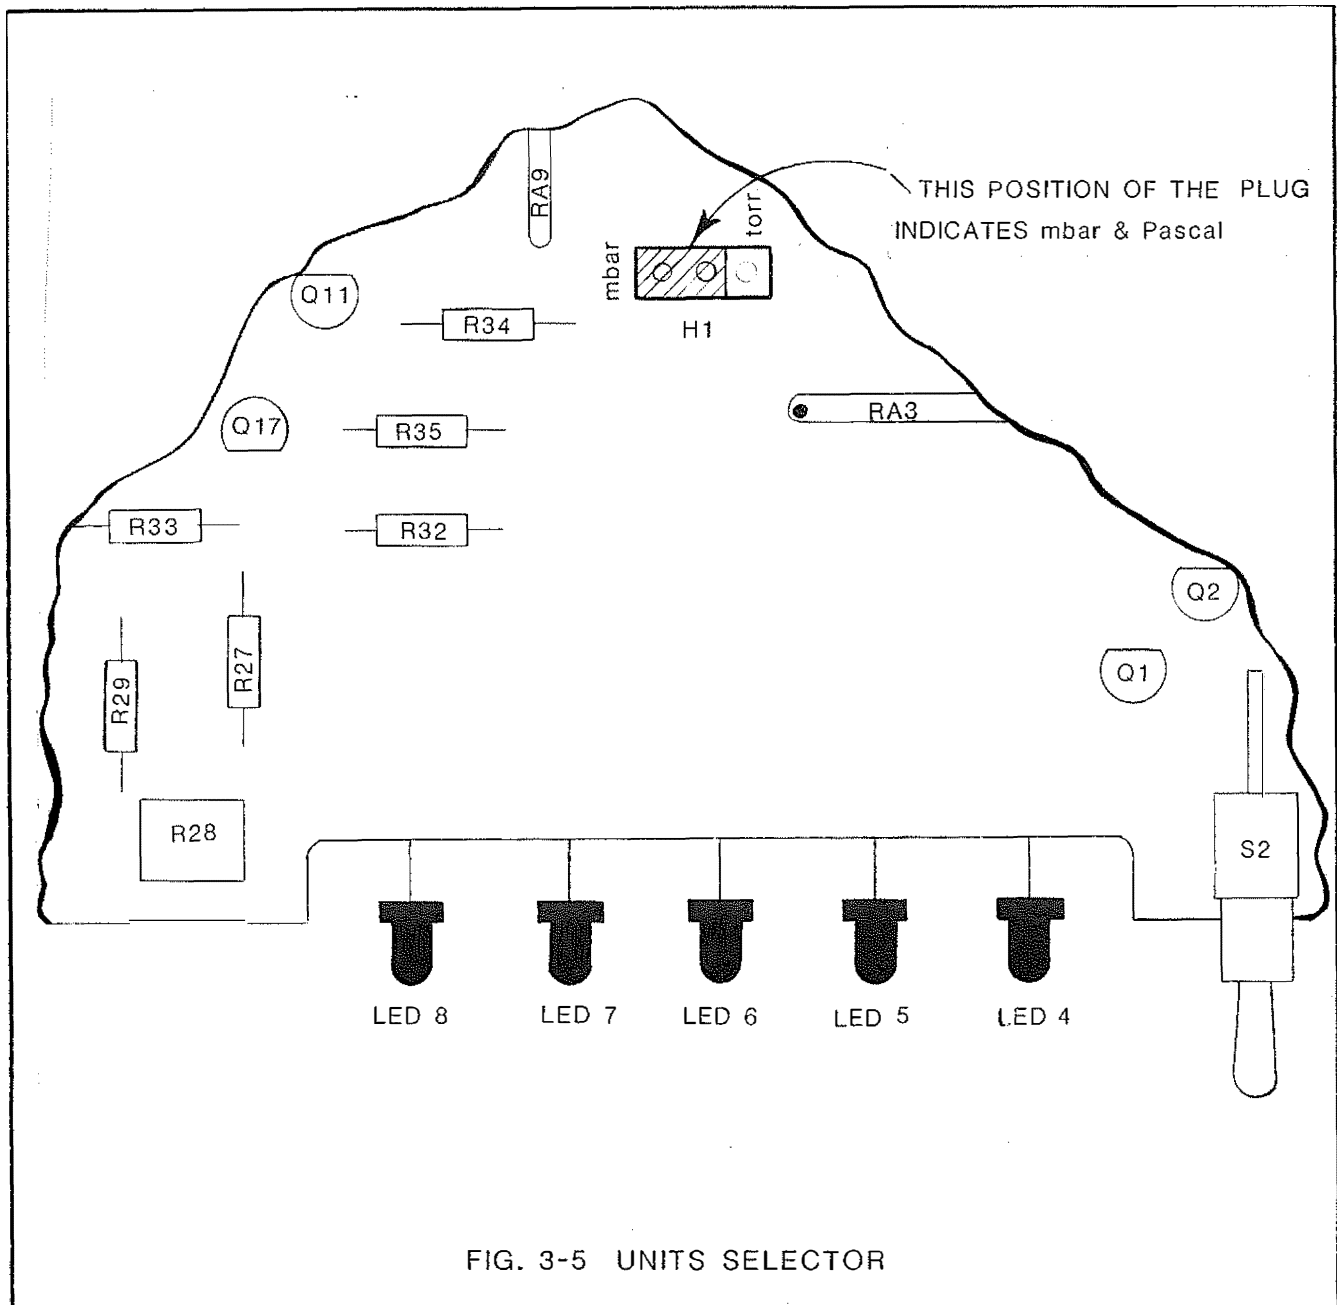 RA9
THIS POSITION OF THE PLUG
INDICATES mbar & Pascal
torr
mbar
Q11
R34
H1
RA3
Q17
R35
R33
R32
Q2
Q1
R27
R29
R28
S2
LED 8
LED 7
LED 6
LED 5
LED 4
FIG. 3-5 UNITS SELECTOR